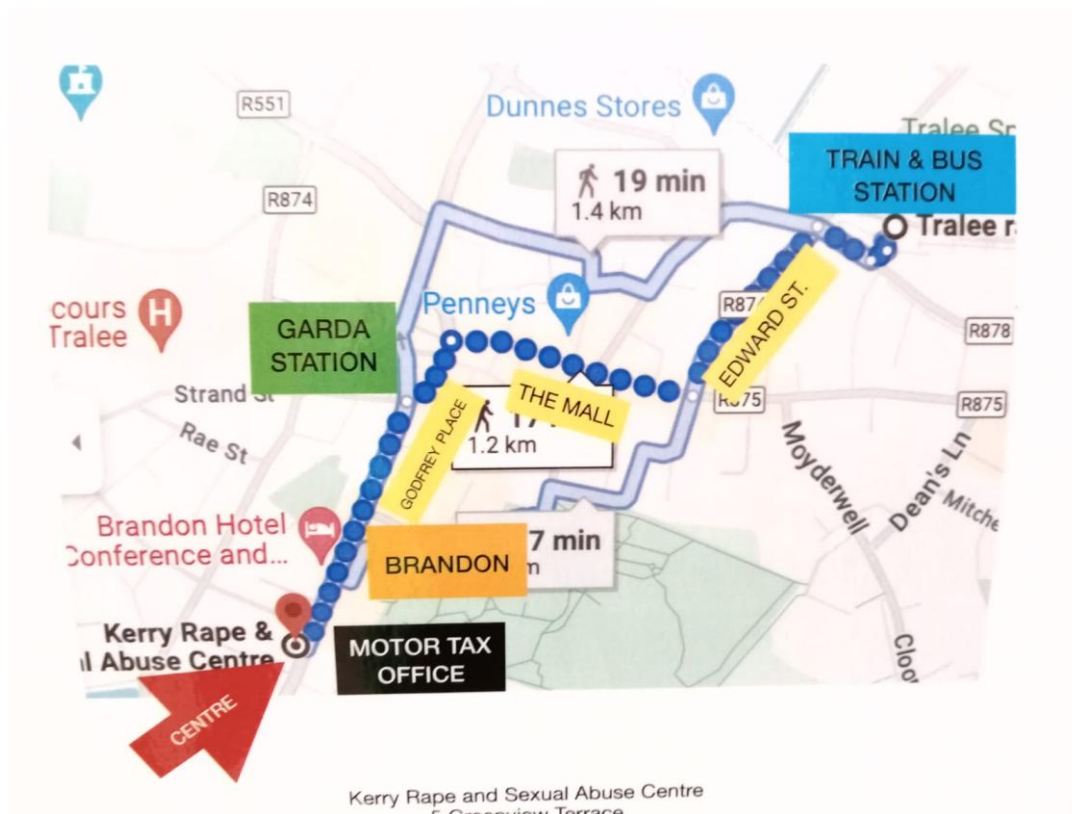 R551
Dunnes Stores
TRAIN & BUS
STATION
19 min
1.4 km
R874
Tralee
cours
Tralee
Penneys
GARDA
STATION
EDWARD ST.
R878
Strand St
THE MALL
R875
R875
Rae St
GODFREY PLACE
1.2 km
Moyderwell
Dean's Ln
Brandon Hotel
Conference and...
BRANDON
7 min
Kerry Rape &
l Abuse Centre
MOTOR TAX
OFFICE
CENTRE
Kerry Rape and Sexual Abuse Centre
5 Greenview Terrace